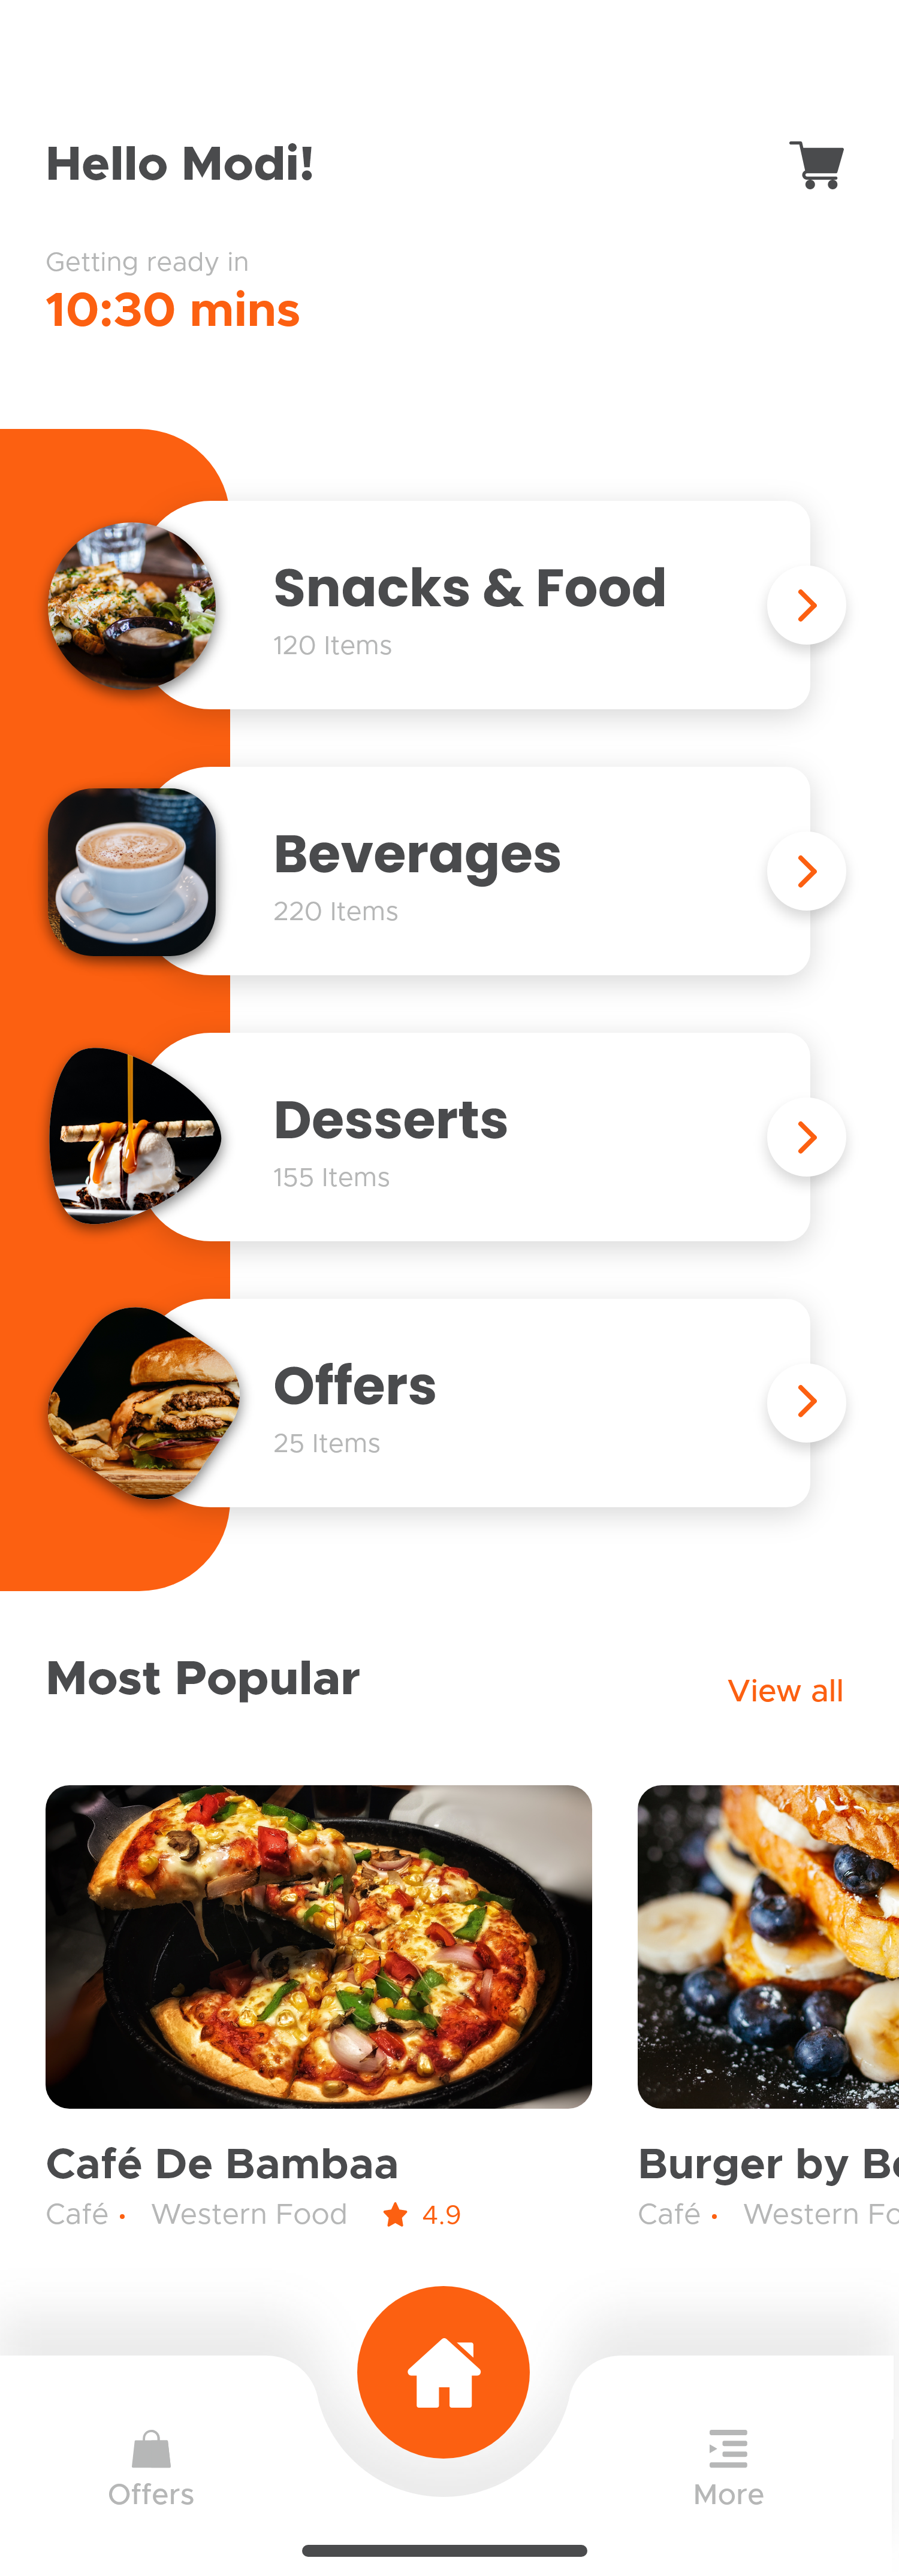 Hello Modi!
Getting ready in
10:30 mins
Snacks & Food
120 Items
Beverages
220 Items
Desserts
155 Items
Offers
25 Items
Most Popular
View all
Café De Bambaa
Café • Western Food ★ 4.9
Burger by
Café • Western
Offers
More